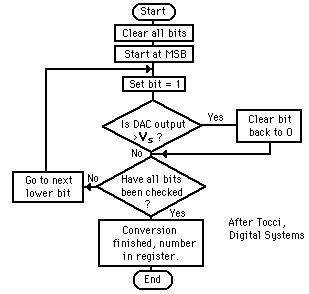 Start
Clear all bits
Start at MSB
Set bit = 1
Is DAC output
>Vs ?
Yes
Clear bit
back to 0
No
Go to next
lower bit
No
Have all bits
been checked
?
Yes
Conversion
finished, number
in register.
After Tocci,
Digital Systems
End